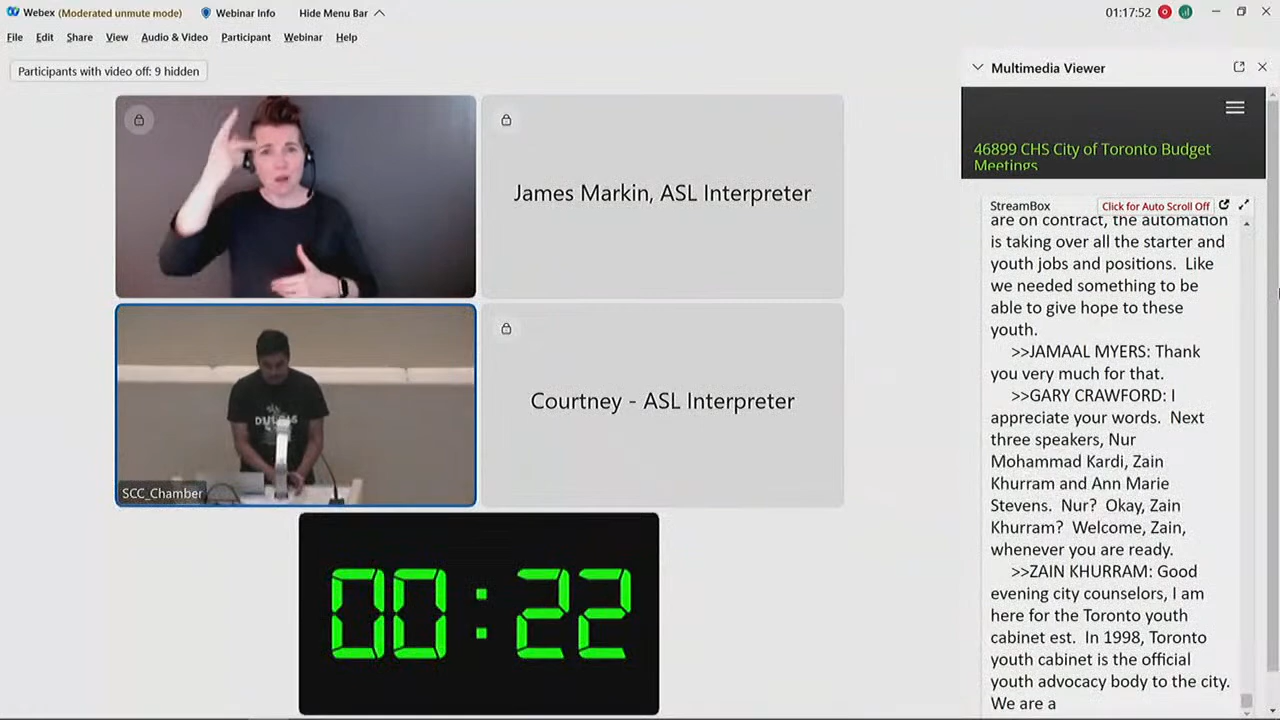 Webex (Moderated unmute mode) Webinar Info Hide Menu Bar 01:17:52
File Edit Share View Audio & Video Participant Webinar Help
Participants with video off: 9 hidden
Multimedia Viewer
James Markin, ASL Interpreter
SCC_Chamber
Courtney - ASL Interpreter
00:22
46899 CHS City of Toronto Budget
Meetings
StreamBox Click for Auto Scroll Off
are on contract, the automation
is taking over all the starter and
youth jobs and positions. Like
we needed something to be
able to give hope to these
youth.
>>JAMAAL MYERS: Thank
you very much for that.
>>GARY CRAWFORD: I
appreciate your words. Next
three speakers, Nur
Mohammad Kardi, Zain
Khurram and Ann Marie
Stevens. Nur? Okay, Zain
Khurram? Welcome, Zain,
whenever you are ready.
>>ZAIN KHURRAM: Good
evening city counselors, I am
here for the Toronto youth
cabinet est. In 1998, Toronto
youth cabinet is the official
youth advocacy body to the city.
We are a